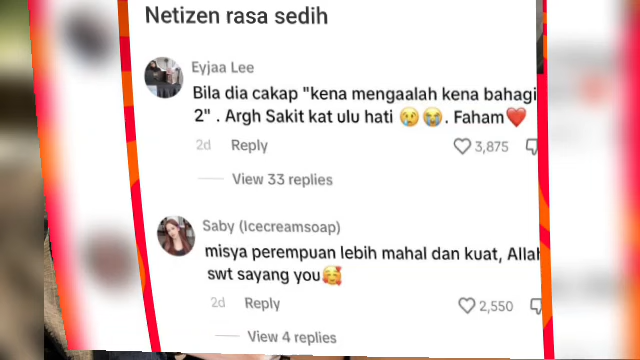 Netizen rasa sedih
Eyjaa Lee
Bila dia cakap "kena mengaalah kena bahagi
2" . Argh Sakit kat ulu hati 😢😭. Faham❤️
2d Reply 3,875
View 33 replies
Saby (Icecreamsoap)
misya perempuan lebih mahal dan kuat, Allah
swt sayang you🥰
2d Reply 2,550
View 4 replies